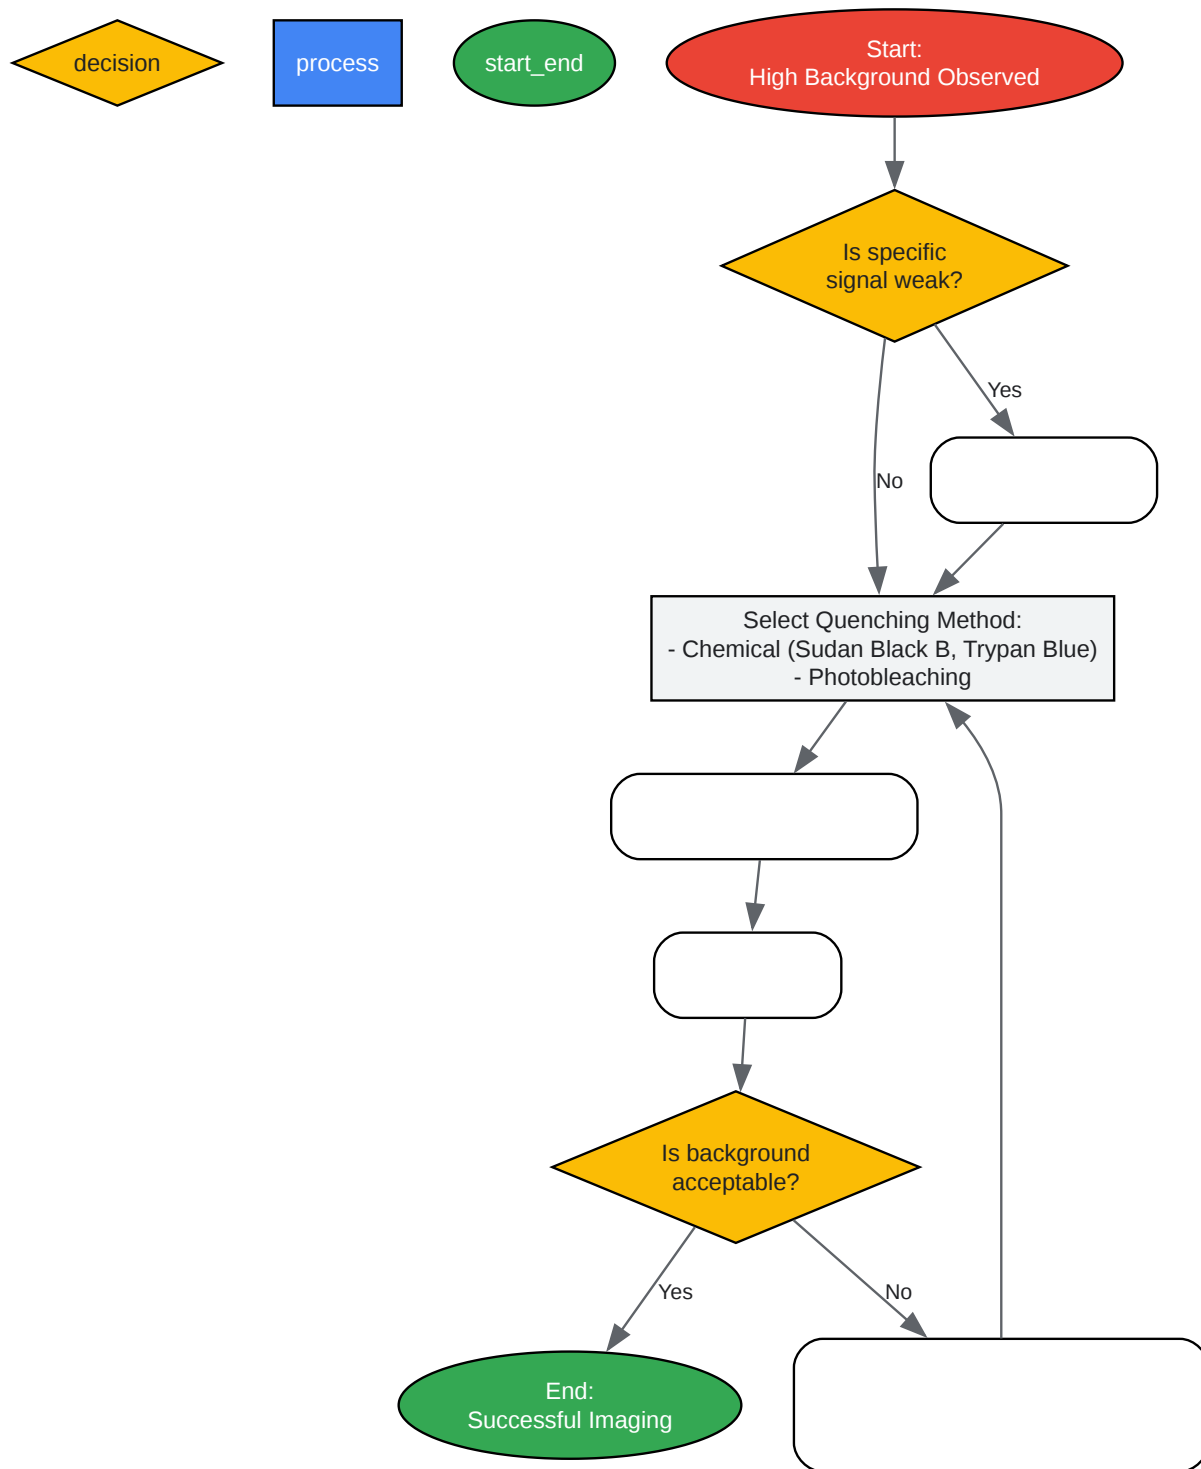 decision
process
start_end
Start:
High Background Observed
Is specific
signal weak?
Yes
No
Select Quenching Method:
- Chemical (Sudan Black B, Trypan Blue)
- Photobleaching
Is background
acceptable?
Yes
No
End:
Successful Imaging